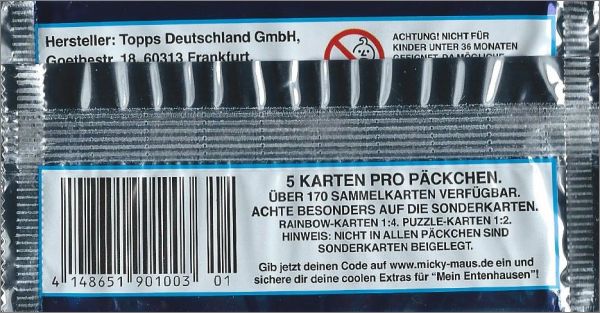 Hersteller: Topps Deutschland GmbH,
Goethestr. 18, 60313 Frankfurt.
ACHTUNG! NICHT FÜR
KINDER UNTER 36 MONATEN
GEEIGNET. DA MÖGLICHE
5 KARTEN PRO PÄCKCHEN.
ÜBER 170 SAMMELKARTEN VERFÜGBAR.
ACHTE BESONDERS AUF DIE SONDERKARTEN.
RAINBOW-KARTEN 1:4. PUZZLE-KARTEN 1:2.
HINWEIS: NICHT IN ALLEN PÄCKCHEN SIND
SONDERKARTEN BEIGELEGT.
Gib jetzt deinen Code auf www.micky-maus.de ein und
sichere dir deine coolen Extras für "Mein Entenhausen"!
4 148651 901003 01